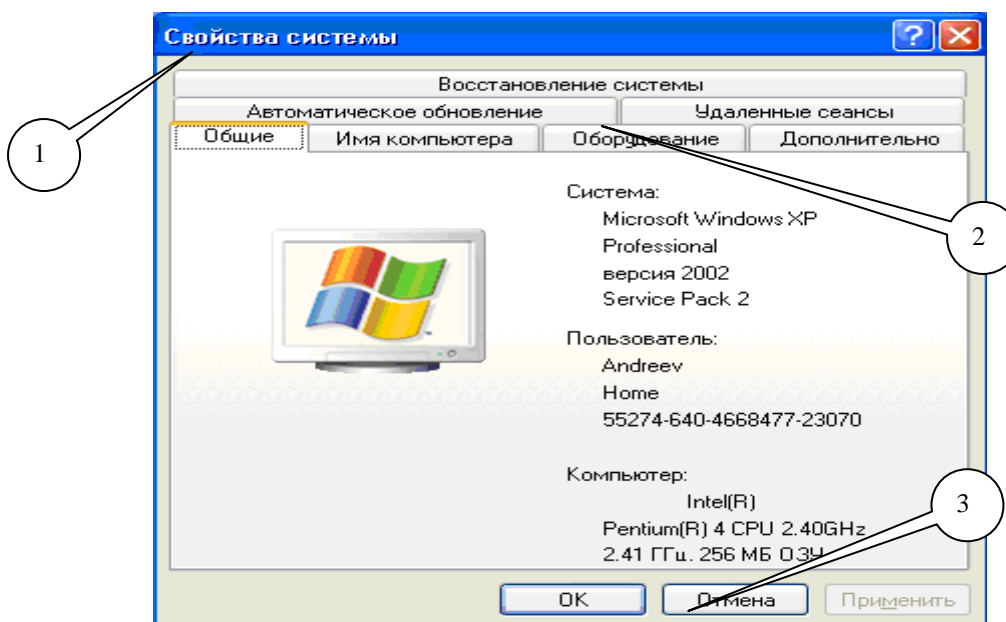 Свойства системы
Восстановление системы
Автоматическое обновление Удаленные сеансы
Общие Имя компьютера Оборудование Дополнительно
1
Система:
Microsoft Windows XP
Professional
версия 2002
Service Pack 2
2
Пользователь:
Andreev
Home
55274-640-4668477-23070
Компьютер:
Intel(R)
Pentium(R) 4 CPU 2.40GHz
2.41 ГГц, 256 МБ ОЗУ
3
OK Отмена Применить